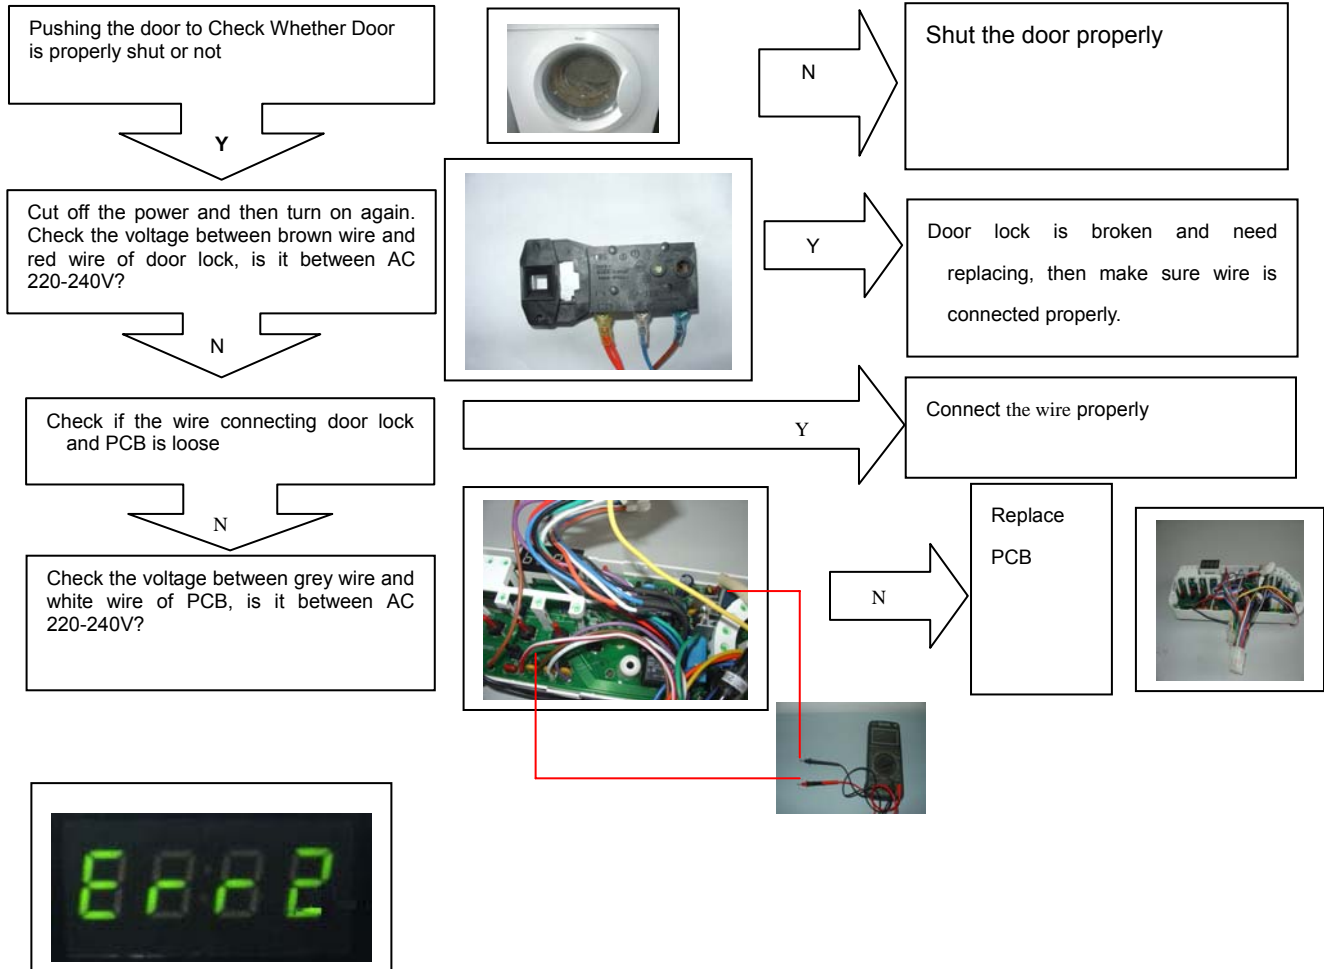 Pushing the door to Check Whether Door
is properly shut or not
N
Shut the door properly
Y
Cut off the power and then turn on again.
Check the voltage between brown wire and
red wire of door lock, is it between AC
220-240V?
Y
Door lock is broken and need
replacing, then make sure wire is
connected properly.
N
Check if the wire connecting door lock
and PCB is loose
Y
Connect the wire properly
N
Check the voltage between grey wire and
white wire of PCB, is it between AC
220-240V?
N
Replace
PCB
Err2